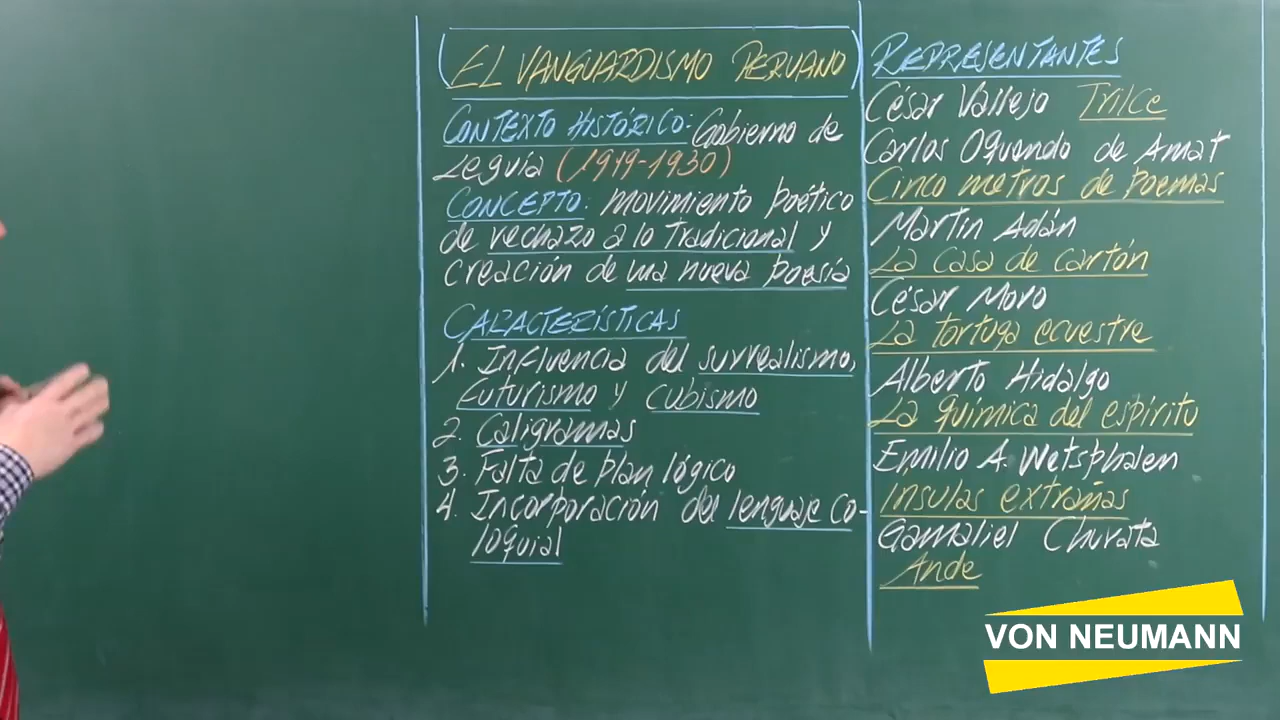 EL VANGUARDISMO PERUANO
CONTEXTO HISTÓRICO: Gobierno de
Leguía (1919-1930)
CONCEPTO: movimiento poético
de rechazo a lo tradicional y
creación de una nueva poesía
CARACTERÍSTICAS
1. Influencia del surrealismo,
futurismo y cubismo
2. Caligramas
3. Falta de plan lógico
4. Incorporación del lenguaje co-
loquial
REPRESENTANTES
César Vallejo Trilce
Carlos Oquendo de Amat
Cinco metros de poemas
Martín Adán
La casa de cartón
César Moro
La tortuga ecuestre
Alberto Hidalgo
La química del espíritu
Emilio A. Wetsphalen
Ínsulas extrañas
Gamaliel Churata
Ande
VON NEUMANN